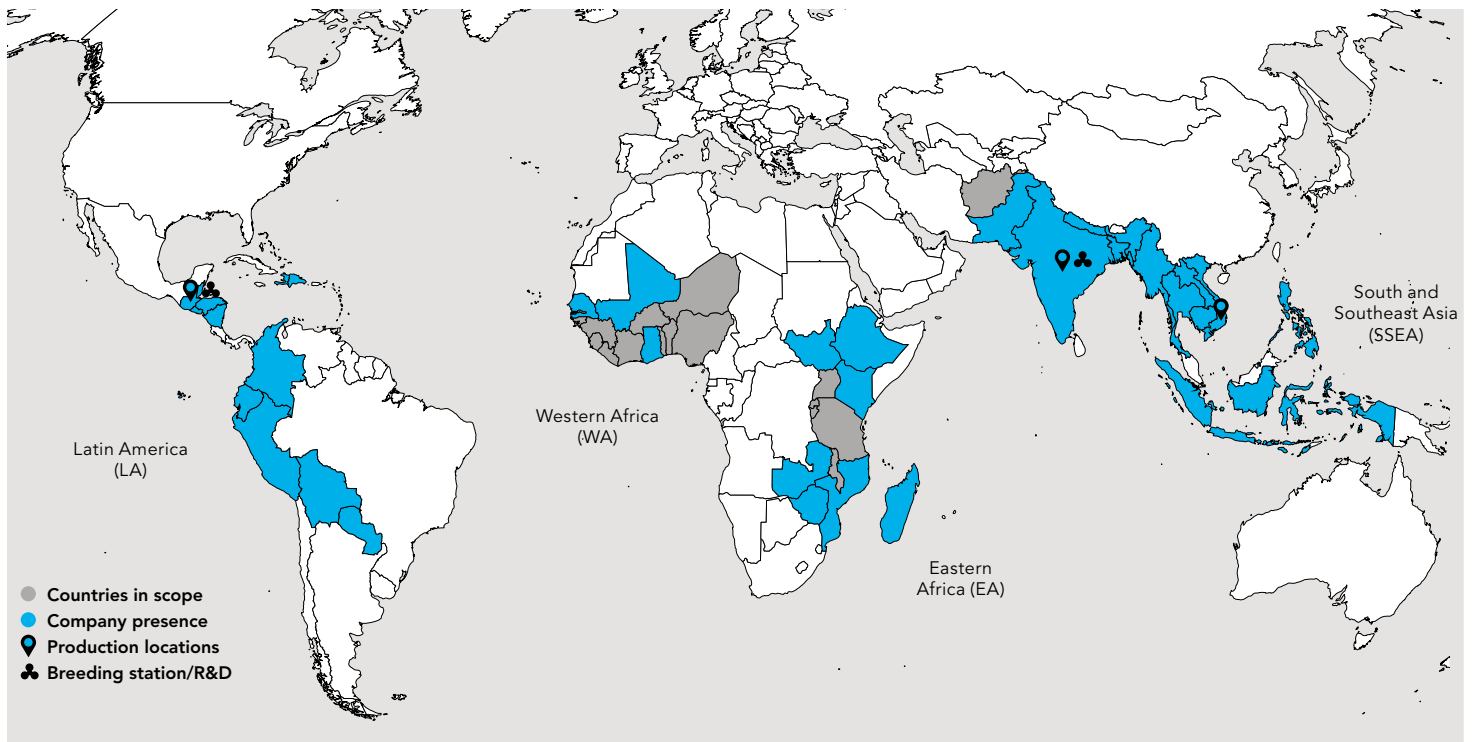 South and
Southeast Asia
(SSEA)
Western Africa
(WA)
Latin America
(LA)
Eastern
Africa (EA)
Countries in scope
Company presence
Production locations
Breeding station/R&D